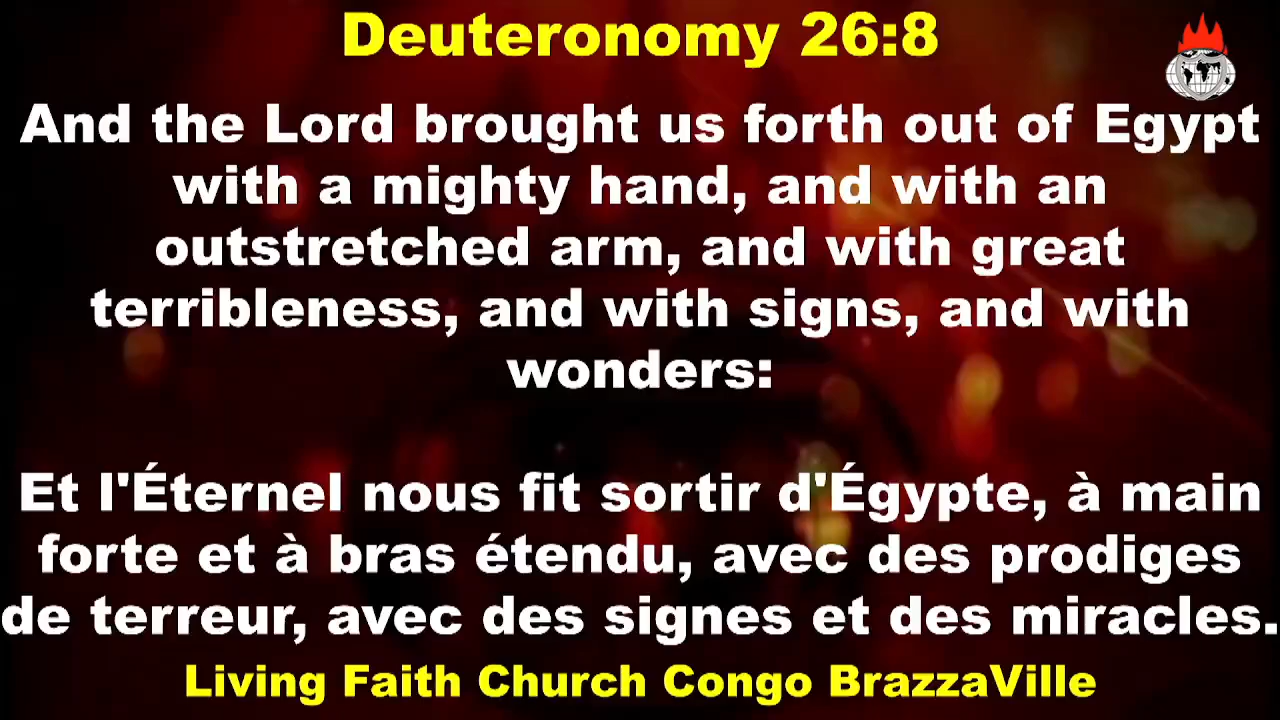 Deuteronomy 26:8
And the Lord brought us forth out of Egypt
with a mighty hand, and with an
outstretched arm, and with great
terribleness, and with signs, and with
wonders:
Et l'Éternel nous fit sortir d'Égypte, à main
forte et à bras étendu, avec des prodiges
de terreur, avec des signes et des miracles.
Living Faith Church Congo BrazzaVille